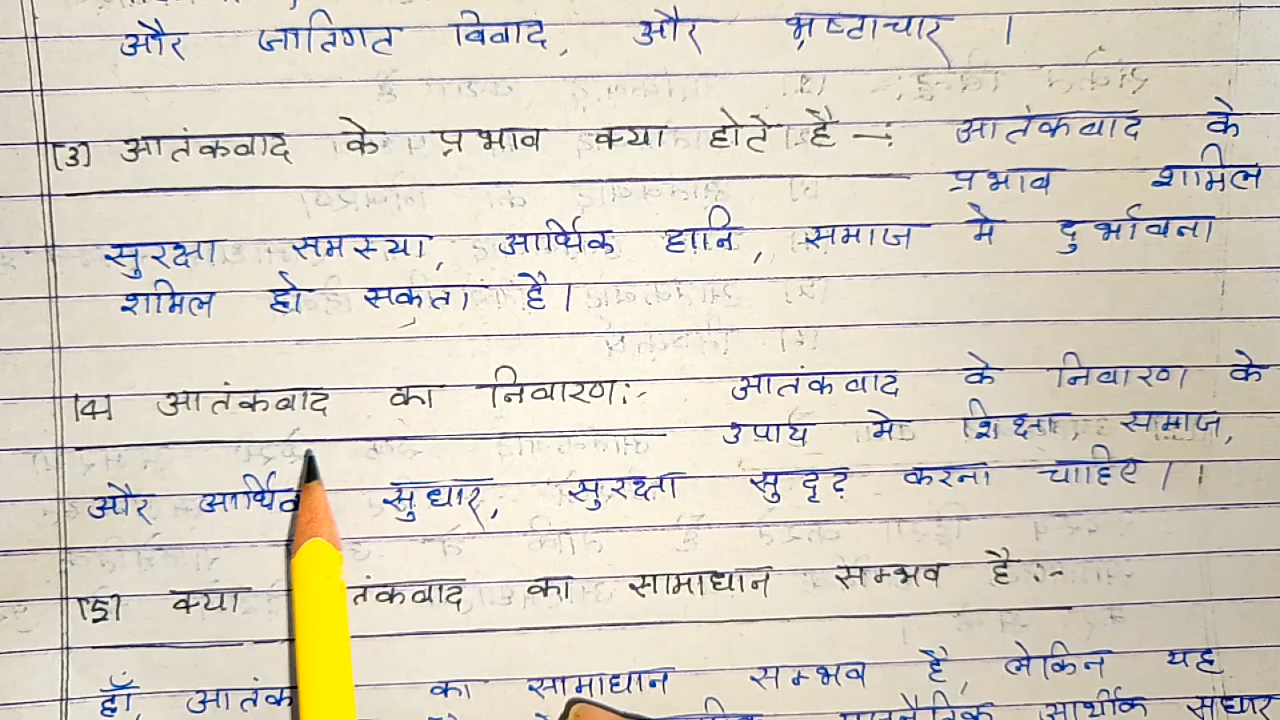 और जातिगत विवाद, और भ्रष्टाचार ।
(3) आतंकवाद के प्रभाव क्या होते है -: आतंकवाद के
प्रभाव शामिल
सुरक्षा समस्या, आर्थिक हानि, समाज मे दुर्भावना
शामिल हो सकता है।
(4) आतंकवाद का निवारण:- आतंकवाद के निवारण के
उपाय मे शिक्षा, समाज,
और आर्थिक सुधार, सुरक्षा सुदृढ़ करना चाहिए।।
(5) क्या तंकवाद का सामाधान सम्भव है:-
हाँ, आतंक का सामाधान सम्भव है, लेकिन यह
आर्थीक सुधार